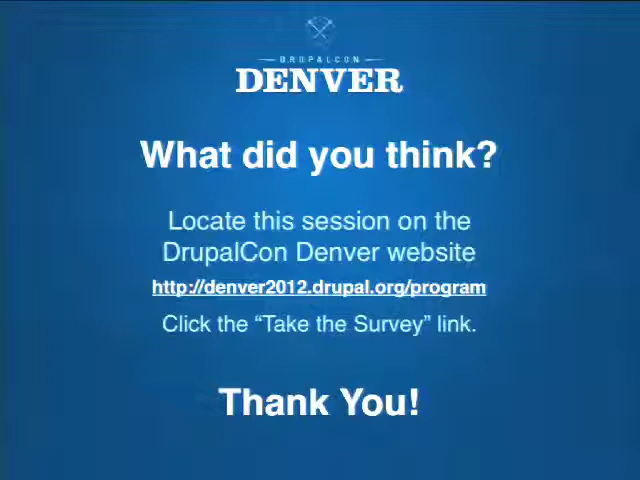 DRUPALCON
DENVER
What did you think?
Locate this session on the
DrupalCon Denver website
http://denver2012.drupal.org/program
Click the “Take the Survey” link.
Thank You!